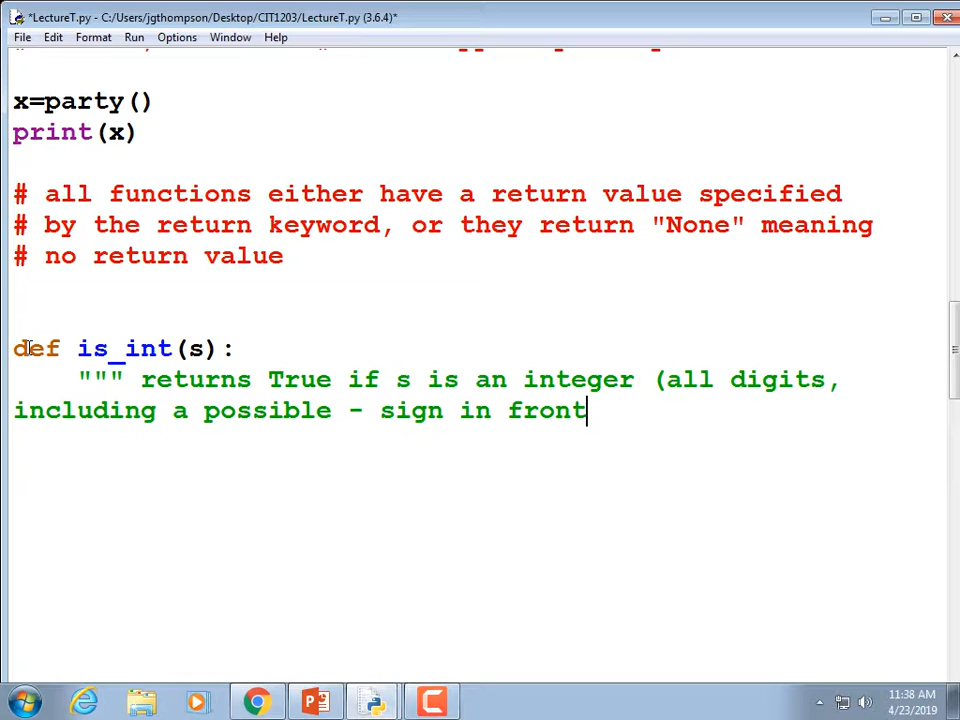 *LectureT.py - C:/Users/jgthompson/Desktop/CIT1203/LectureT.py (3.6.4)*
File Edit Format Run Options Window Help
x=party()
print(x)
# all functions either have a return value specified
# by the return keyword, or they return "None" meaning
# no return value
def is_int(s):
""" returns True if s is an integer (all digits,
including a possible - sign in front
11:38 AM
4/23/2019